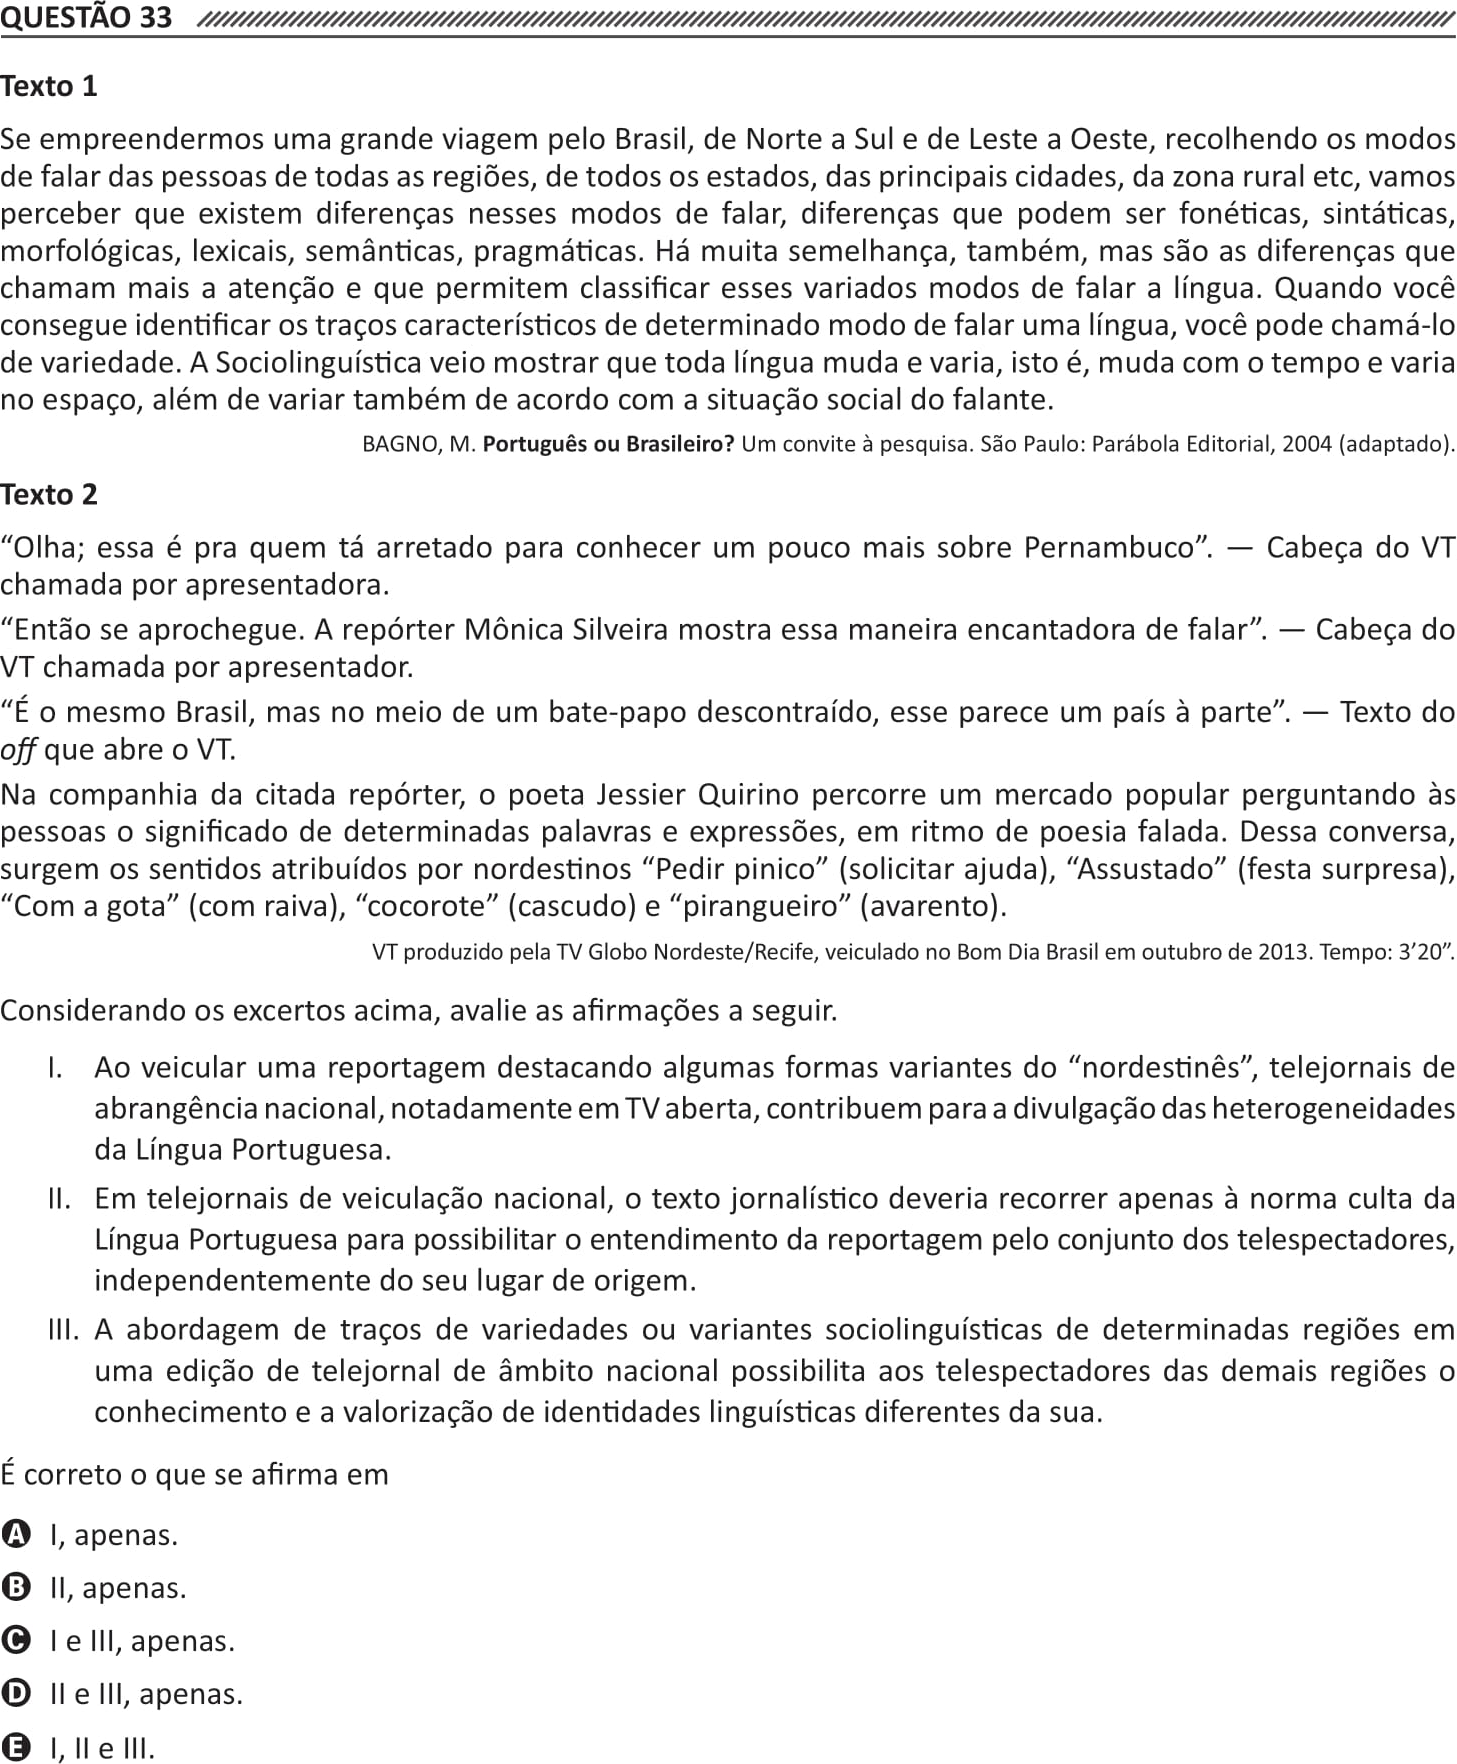 QUESTÃO 33
Texto 1
Se empreendermos uma grande viagem pelo Brasil, de Norte a Sul e de Leste a Oeste, recolhendo os modos
de falar das pessoas de todas as regiões, de todos os estados, das principais cidades, da zona rural etc, vamos
perceber que existem diferenças nesses modos de falar, diferenças que podem ser fonéticas, sintáticas,
morfológicas, lexicais, semânticas, pragmáticas. Há muita semelhança, também, mas são as diferenças que
chamam mais a atenção e que permitem classificar esses variados modos de falar a língua. Quando você
consegue identificar os traços característicos de determinado modo de falar uma língua, você pode chamá-lo
de variedade. A Sociolinguística veio mostrar que toda língua muda e varia, isto é, muda com o tempo e varia
no espaço, além de variar também de acordo com a situação social do falante.
BAGNO, M. Português ou Brasileiro? Um convite à pesquisa. São Paulo: Parábola Editorial, 2004 (adaptado).
Texto 2
“Olha; essa é pra quem tá arretado para conhecer um pouco mais sobre Pernambuco”. — Cabeça do VT
chamada por apresentadora.
“Então se aprochegue. A repórter Mônica Silveira mostra essa maneira encantadora de falar”. — Cabeça do
VT chamada por apresentador.
“É o mesmo Brasil, mas no meio de um bate-papo descontraído, esse parece um país à parte”. — Texto do
off que abre o VT.
Na companhia da citada repórter, o poeta Jessier Quirino percorre um mercado popular perguntando às
pessoas o significado de determinadas palavras e expressões, em ritmo de poesia falada. Dessa conversa,
surgem os sentidos atribuídos por nordestinos “Pedir pinico” (solicitar ajuda), “Assustado” (festa surpresa),
“Com a gota” (com raiva), “cocorote” (cascudo) e “pirangueiro” (avarento).
VT produzido pela TV Globo Nordeste/Recife, veiculado no Bom Dia Brasil em outubro de 2013. Tempo: 3’20”.
Considerando os excertos acima, avalie as afirmações a seguir.
I. Ao veicular uma reportagem destacando algumas formas variantes do “nordestinês”, telejornais de
abrangência nacional, notadamente em TV aberta, contribuem para a divulgação das heterogeneidades
da Língua Portuguesa.
II. Em telejornais de veiculação nacional, o texto jornalístico deveria recorrer apenas à norma culta da
Língua Portuguesa para possibilitar o entendimento da reportagem pelo conjunto dos telespectadores,
independentemente do seu lugar de origem.
III. A abordagem de traços de variedades ou variantes sociolinguísticas de determinadas regiões em
uma edição de telejornal de âmbito nacional possibilita aos telespectadores das demais regiões o
conhecimento e a valorização de identidades linguísticas diferentes da sua.
É correto o que se afirma em
A I, apenas.
B II, apenas.
C I e III, apenas.
D II e III, apenas.
E I, II e III.